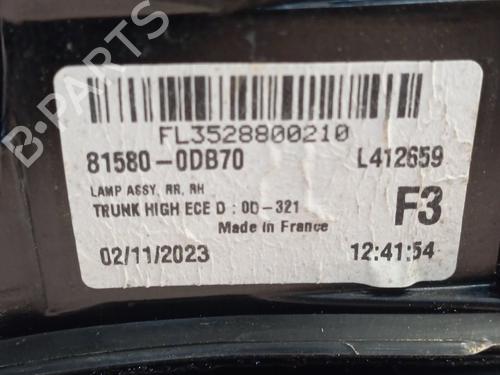 B-PARTS
FL3528800210
81580-0DB70 L412659
LAMP ASSY, RR, RH
TRUNK HIGH ECE D : 0D-321 F3
Made in France
02/11/2023 12:41:54